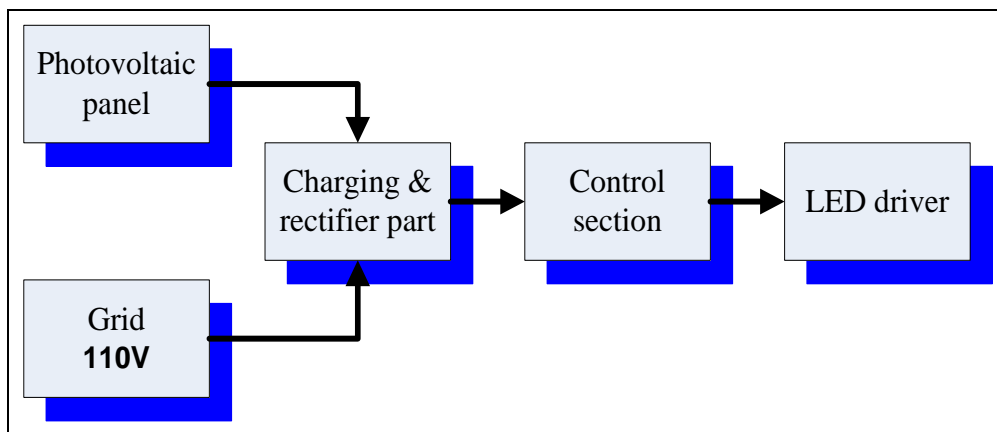 Photovoltaic
panel
Charging &
rectifier part
Control
section
LED driver
Grid
110V